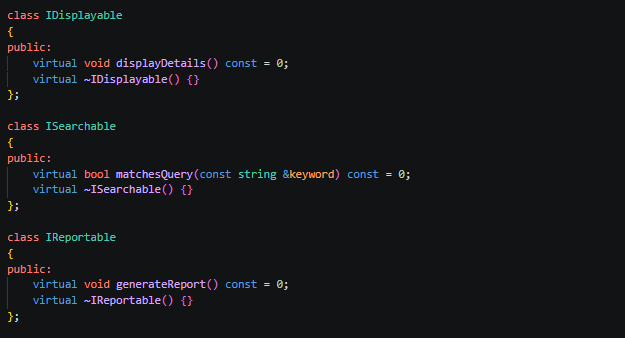 class IDisplayable
{
public:
    virtual void displayDetails() const = 0;
    virtual ~IDisplayable() {}
};

class ISearchable
{
public:
    virtual bool matchesQuery(const string &keyword) const = 0;
    virtual ~ISearchable() {}
};

class IReportable
{
public:
    virtual void generateReport() const = 0;
    virtual ~IReportable() {}
};